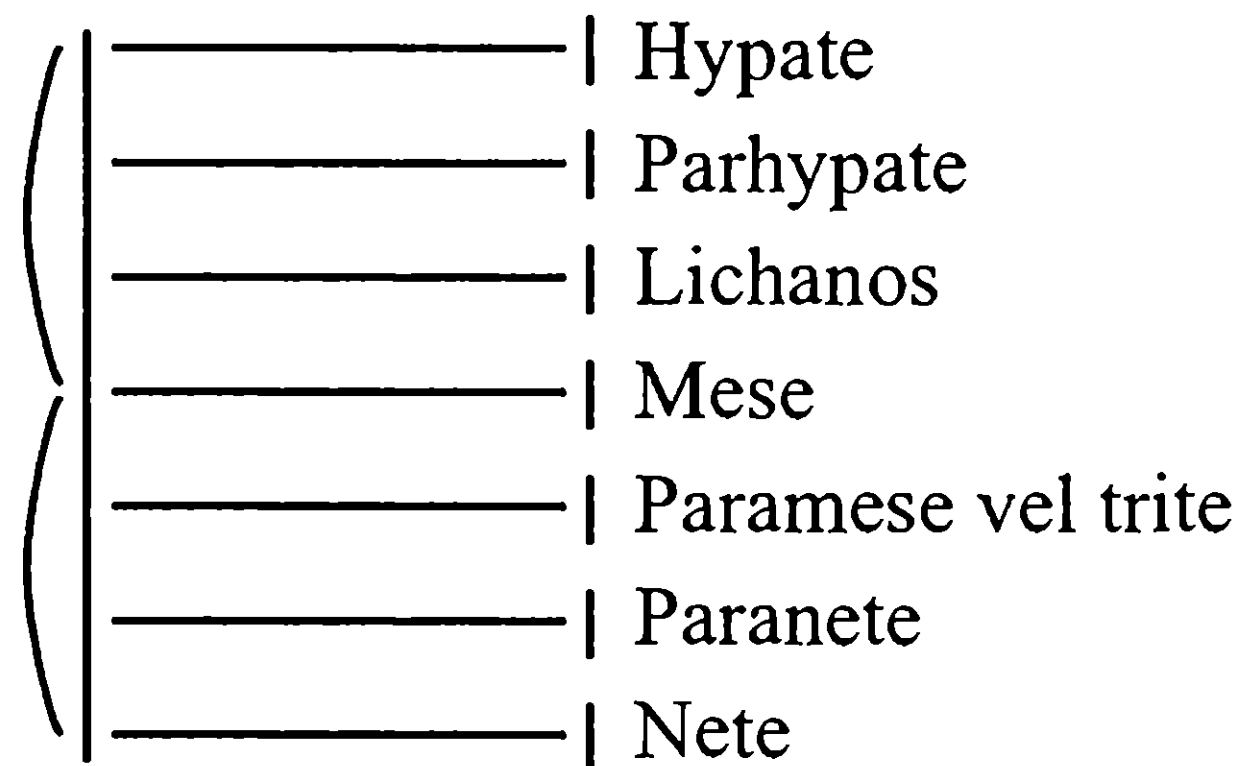 Hypate
Parhypate
Lichanos
Mese
Paramese vel trite
Paranete
Nete